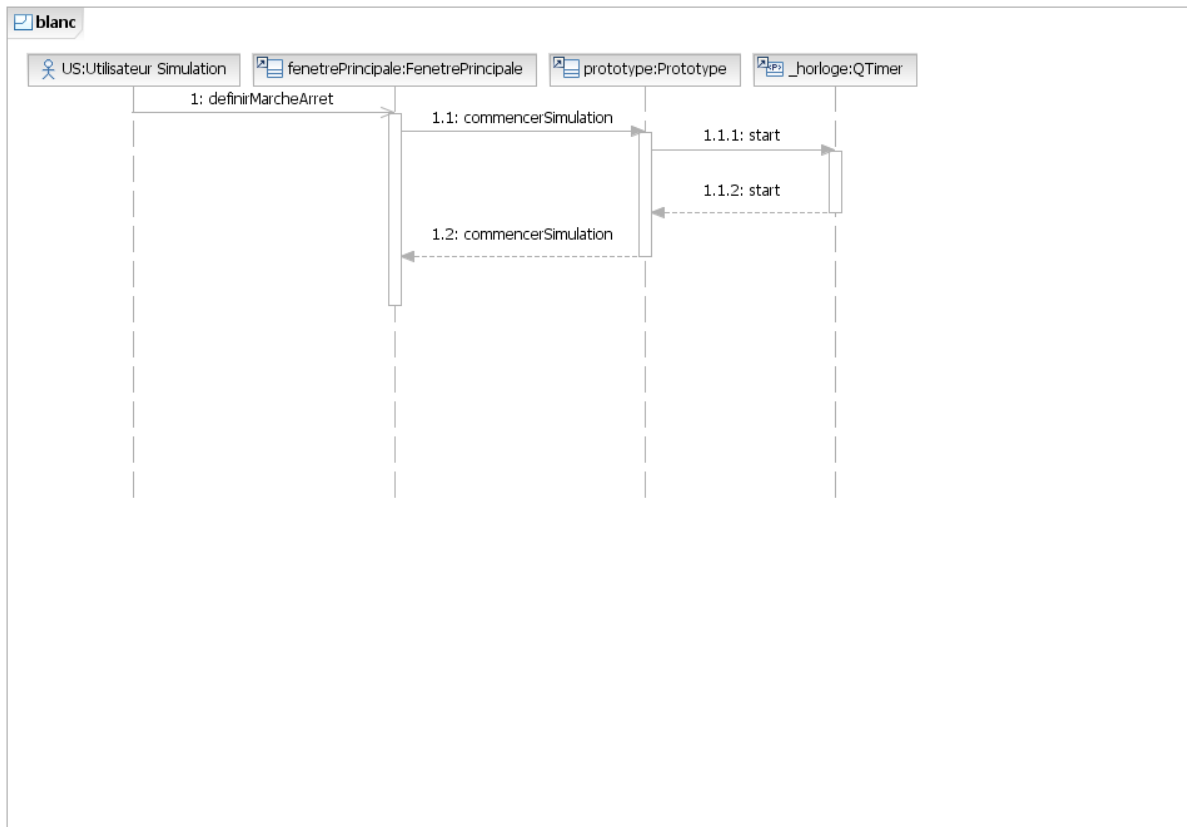 blanc
US:Utilisateur Simulation
fenetrePrincipale:FenetrePrincipale
prototype:Prototype
_horloge:QTimer
1: definirMarcheArret
1.1: commencerSimulation
1.1.1: start
1.1.2: start
1.2: commencerSimulation